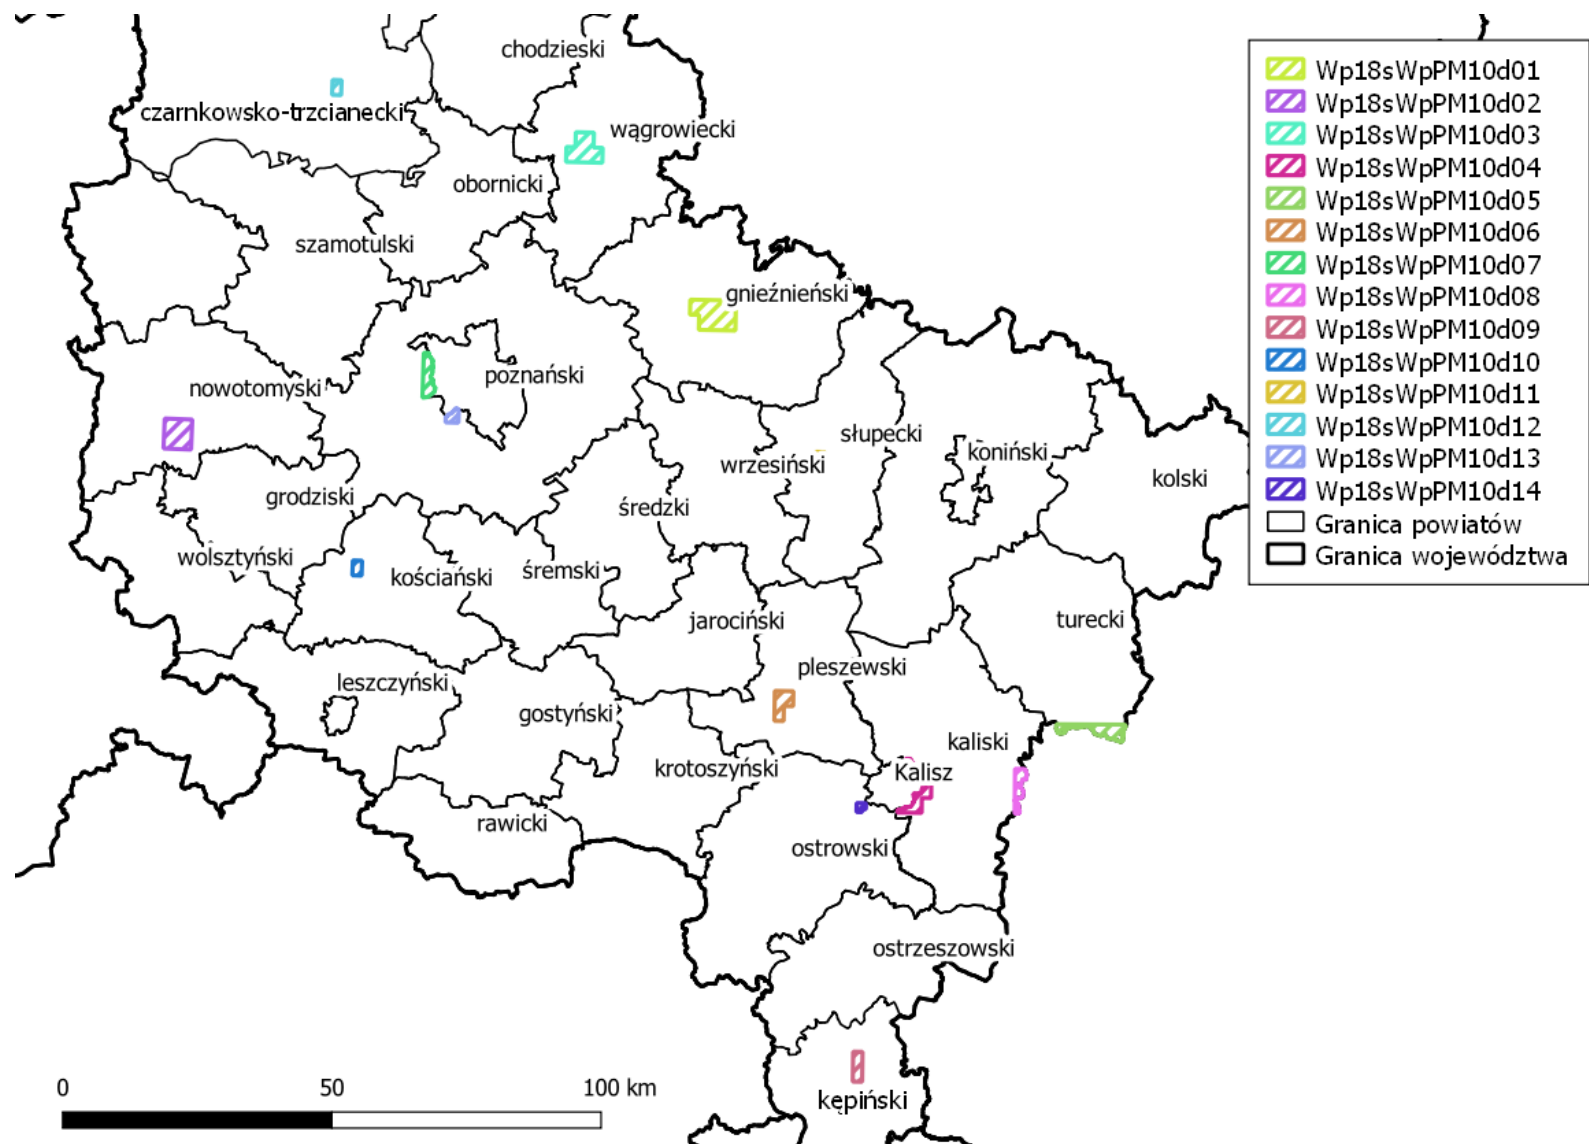 chodzieski
czarnkowsko-trzcianecki
wągrowiecki
obornicki
szamotulski
gnieźnieński
nowotomyski
poznański
słupecki
koniński
wrzesiński
kolski
grodziski
średzki
wolsztyński
kościański
śremski
jarociński
turecki
pleszewski
leszczyński
gostyński
kaliski
krotoszyński
Kalisz
rawicki
ostrowski
ostrzeszowski
kępiński
0 50 100 km
Wp18sWpPM10d01
Wp18sWpPM10d02
Wp18sWpPM10d03
Wp18sWpPM10d04
Wp18sWpPM10d05
Wp18sWpPM10d06
Wp18sWpPM10d07
Wp18sWpPM10d08
Wp18sWpPM10d09
Wp18sWpPM10d10
Wp18sWpPM10d11
Wp18sWpPM10d12
Wp18sWpPM10d13
Wp18sWpPM10d14
Granica powiatów
Granica województwa